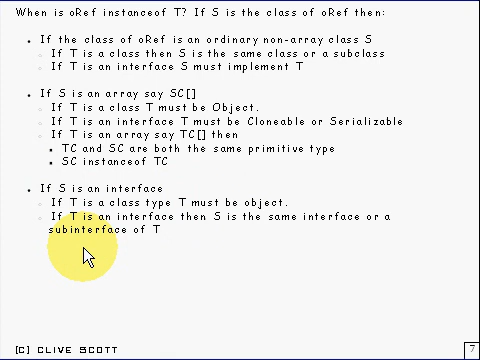 When is oRef instanceof T? If S is the class of oRef then:
If the class of oRef is an ordinary non-array class S
If T is a class then S is the same class or a subclass
If T is an interface S must implement T
If S is an array say SC[]
If T is a class T must be Object.
If T is an interface T must be Cloneable or Serializable
If T is an array say TC[] then
TC and SC are both the same primitive type
SC instanceof TC
If S is an interface
If T is a class type T must be object.
If T is an interface then S is the same interface or a
subinterface of T
(C) CLIVE SCOTT
7